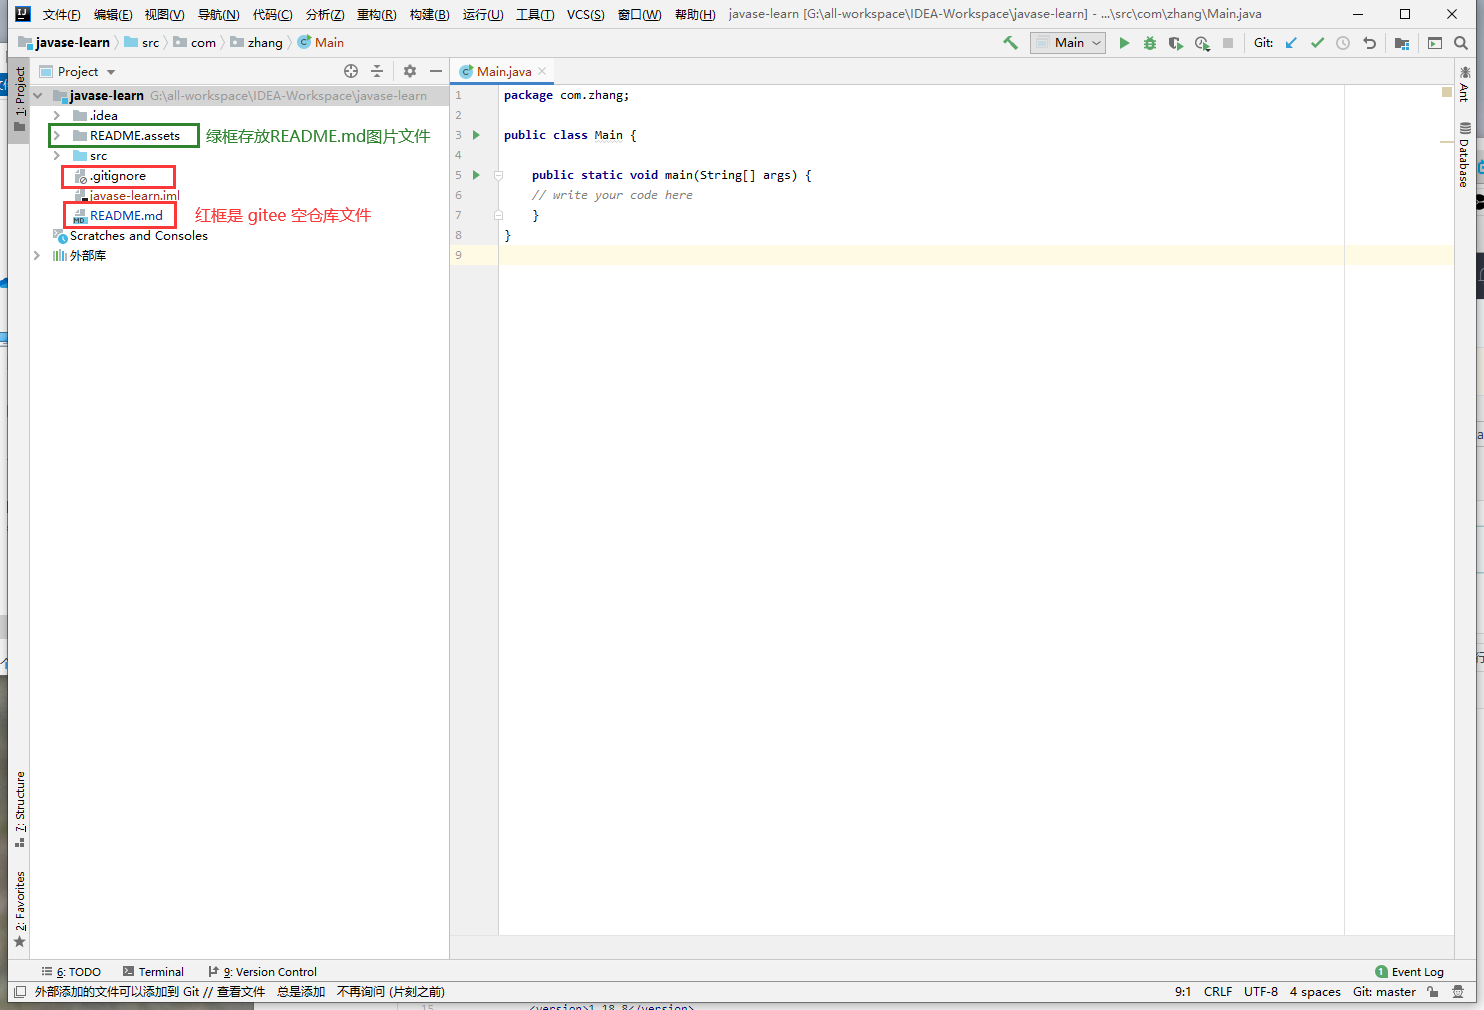 文件(F) 编辑(E) 视图(V) 导航(N) 代码(C) 分析(Z) 重构(R) 构建(B) 运行(U) 工具(T) VCS(S) 窗口(W) 帮助(H) javase-learn [G:\all-workspace\IDEA-Workspace\javase-learn] - ...\src\com\zhang\Main.java
javase-learn src com zhang Main
Main Git:
Project
Main.java
1: Project
javase-learn G:\all-workspace\IDEA-Workspace\javase-learn
.idea
README.assets 绿框存放README.md图片文件
src
.gitignore
javase-learn.iml
README.md 红框是 gitee 空仓库文件
Scratches and Consoles
外部库
1 package com.zhang;
2
3 public class Main {
4
5 public static void main(String[] args) {
6 // write your code here
7 }
8 }
9
Ant
Database
7: Structure
2: Favorites
6: TODO Terminal 9: Version Control
1 Event Log
外部添加的文件可以添加到 Git // 查看文件 总是添加 不再询问 (片刻之前)
9:1 CRLF UTF-8 4 spaces Git: master
15 <version>1.18.8</version>